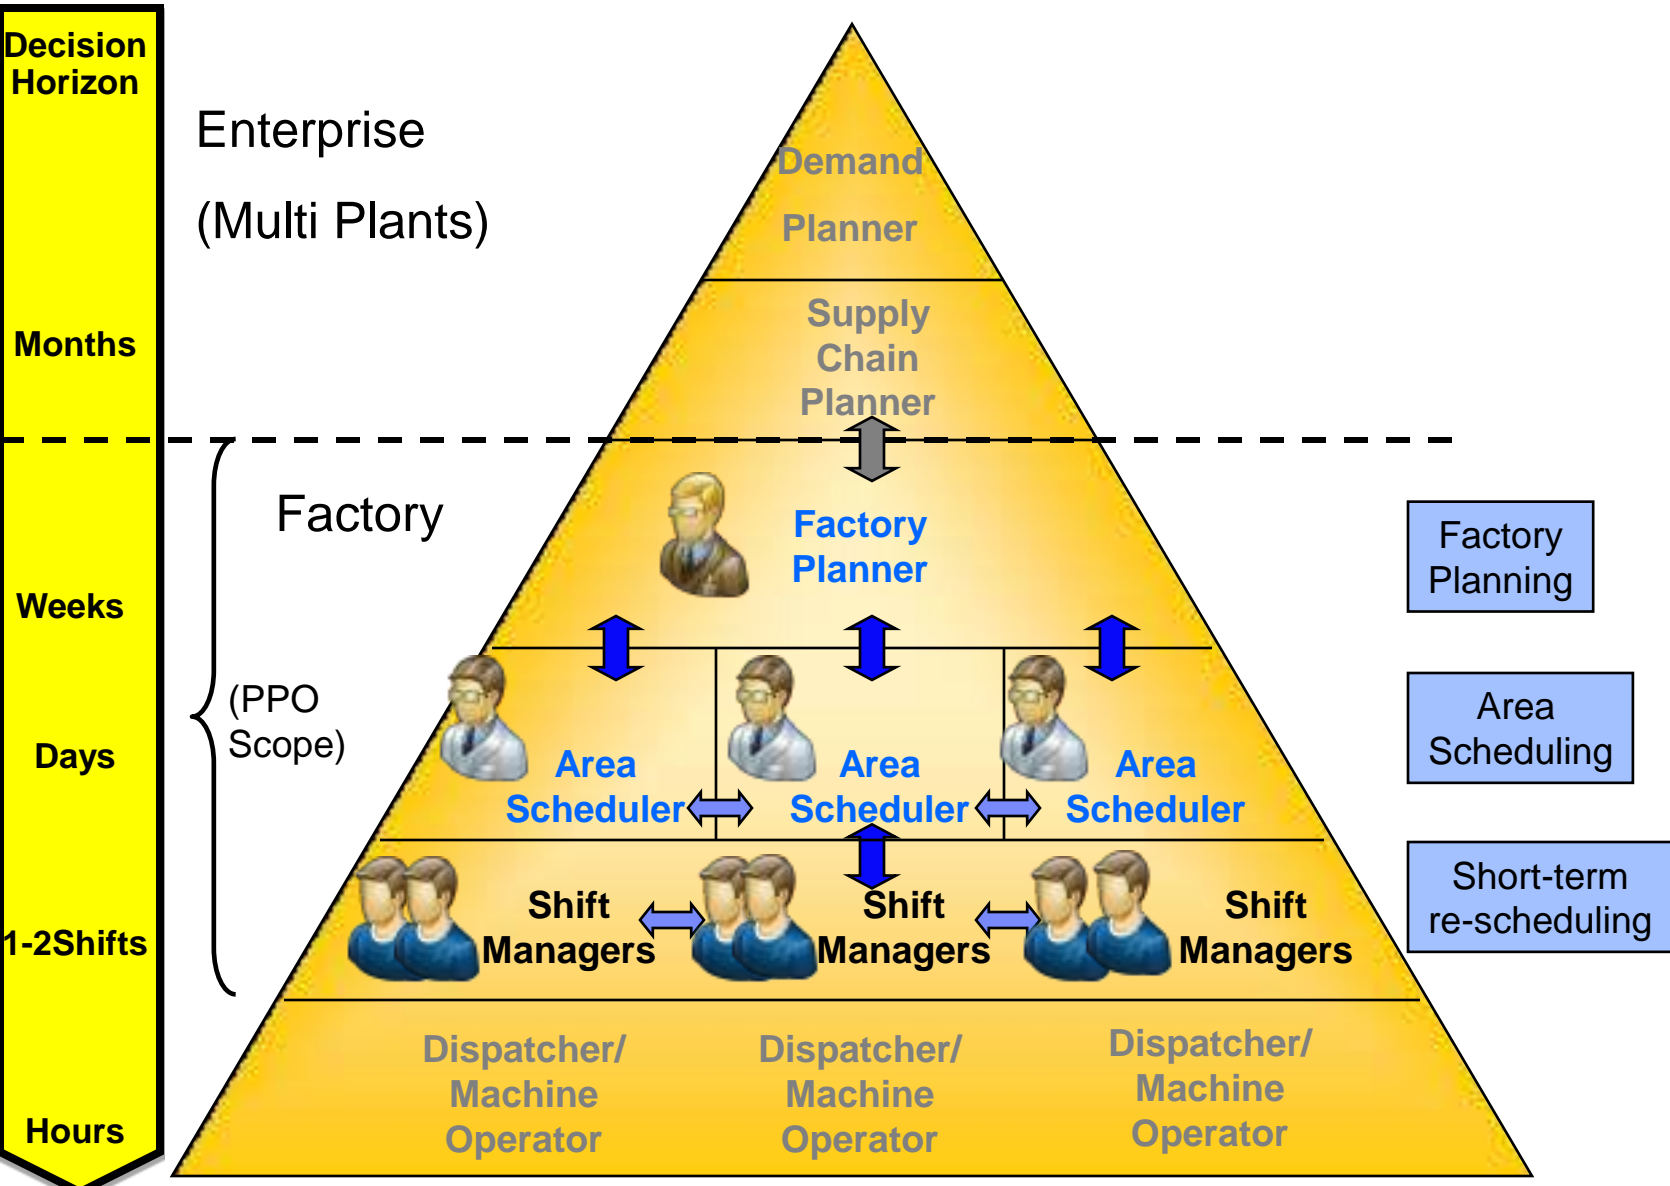 Decision
Horizon
Enterprise
(Multi Plants)
Demand
Planner
Months
Supply
Chain
Planner
Factory
Factory
Planner
Factory
Planning
Weeks
(PPO
Scope)
Days
Area
Scheduler
Area
Scheduler
Area
Scheduler
Area
Scheduling
1-2Shifts
Shift
Managers
Shift
Managers
Shift
Managers
Short-term
re-scheduling
Hours
Dispatcher/
Machine
Operator
Dispatcher/
Machine
Operator
Dispatcher/
Machine
Operator